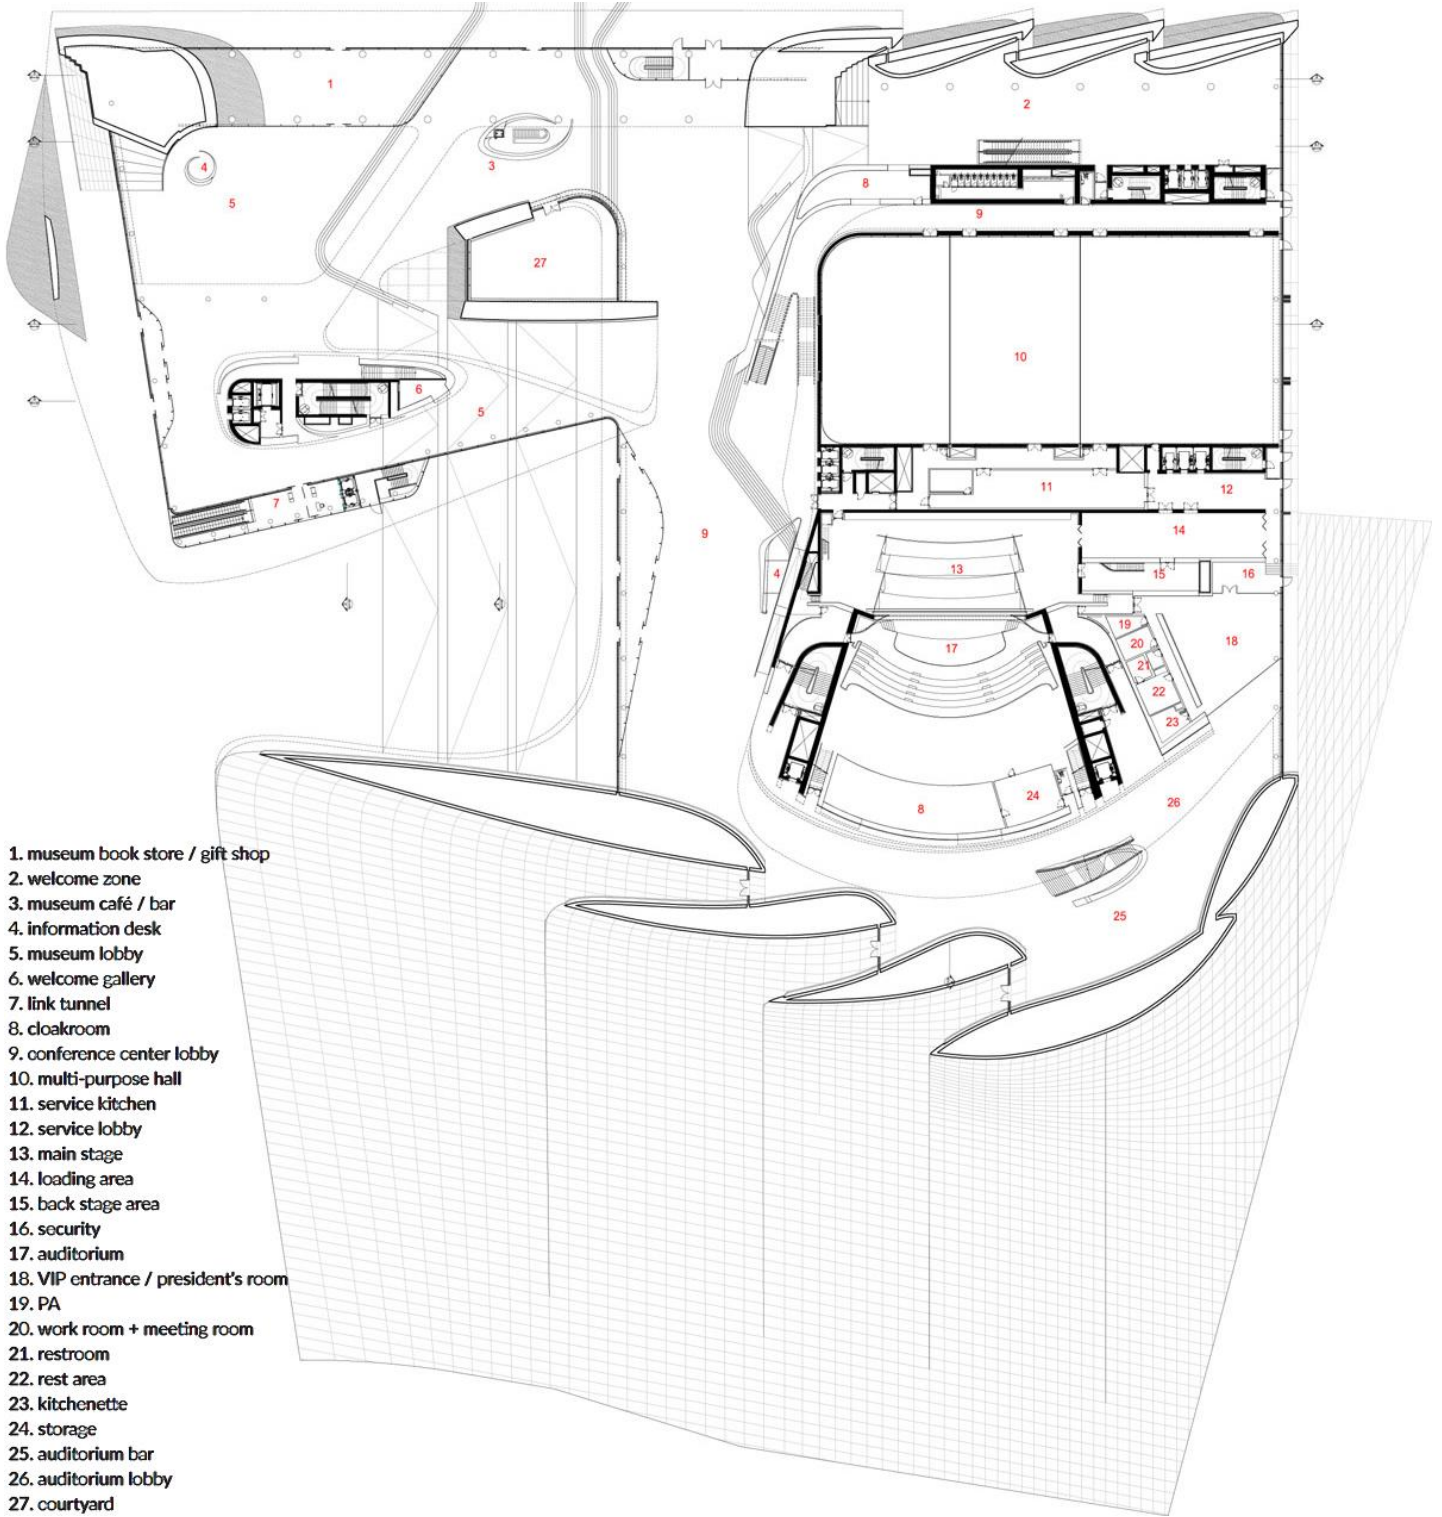 1
2
4
3
8
5
9
27
10
6
5
7
11
12
9
14
4
13
15
16
19
17
20
18
21
22
23
24
8
26
25
1. museum book store / gift shop
2. welcome zone
3. museum café / bar
4. information desk
5. museum lobby
6. welcome gallery
7. link tunnel
8. cloakroom
9. conference center lobby
10. multi-purpose hall
11. service kitchen
12. service lobby
13. main stage
14. loading area
15. back stage area
16. security
17. auditorium
18. VIP entrance / president's room
19. PA
20. work room + meeting room
21. restroom
22. rest area
23. kitchenette
24. storage
25. auditorium bar
26. auditorium lobby
27. courtyard